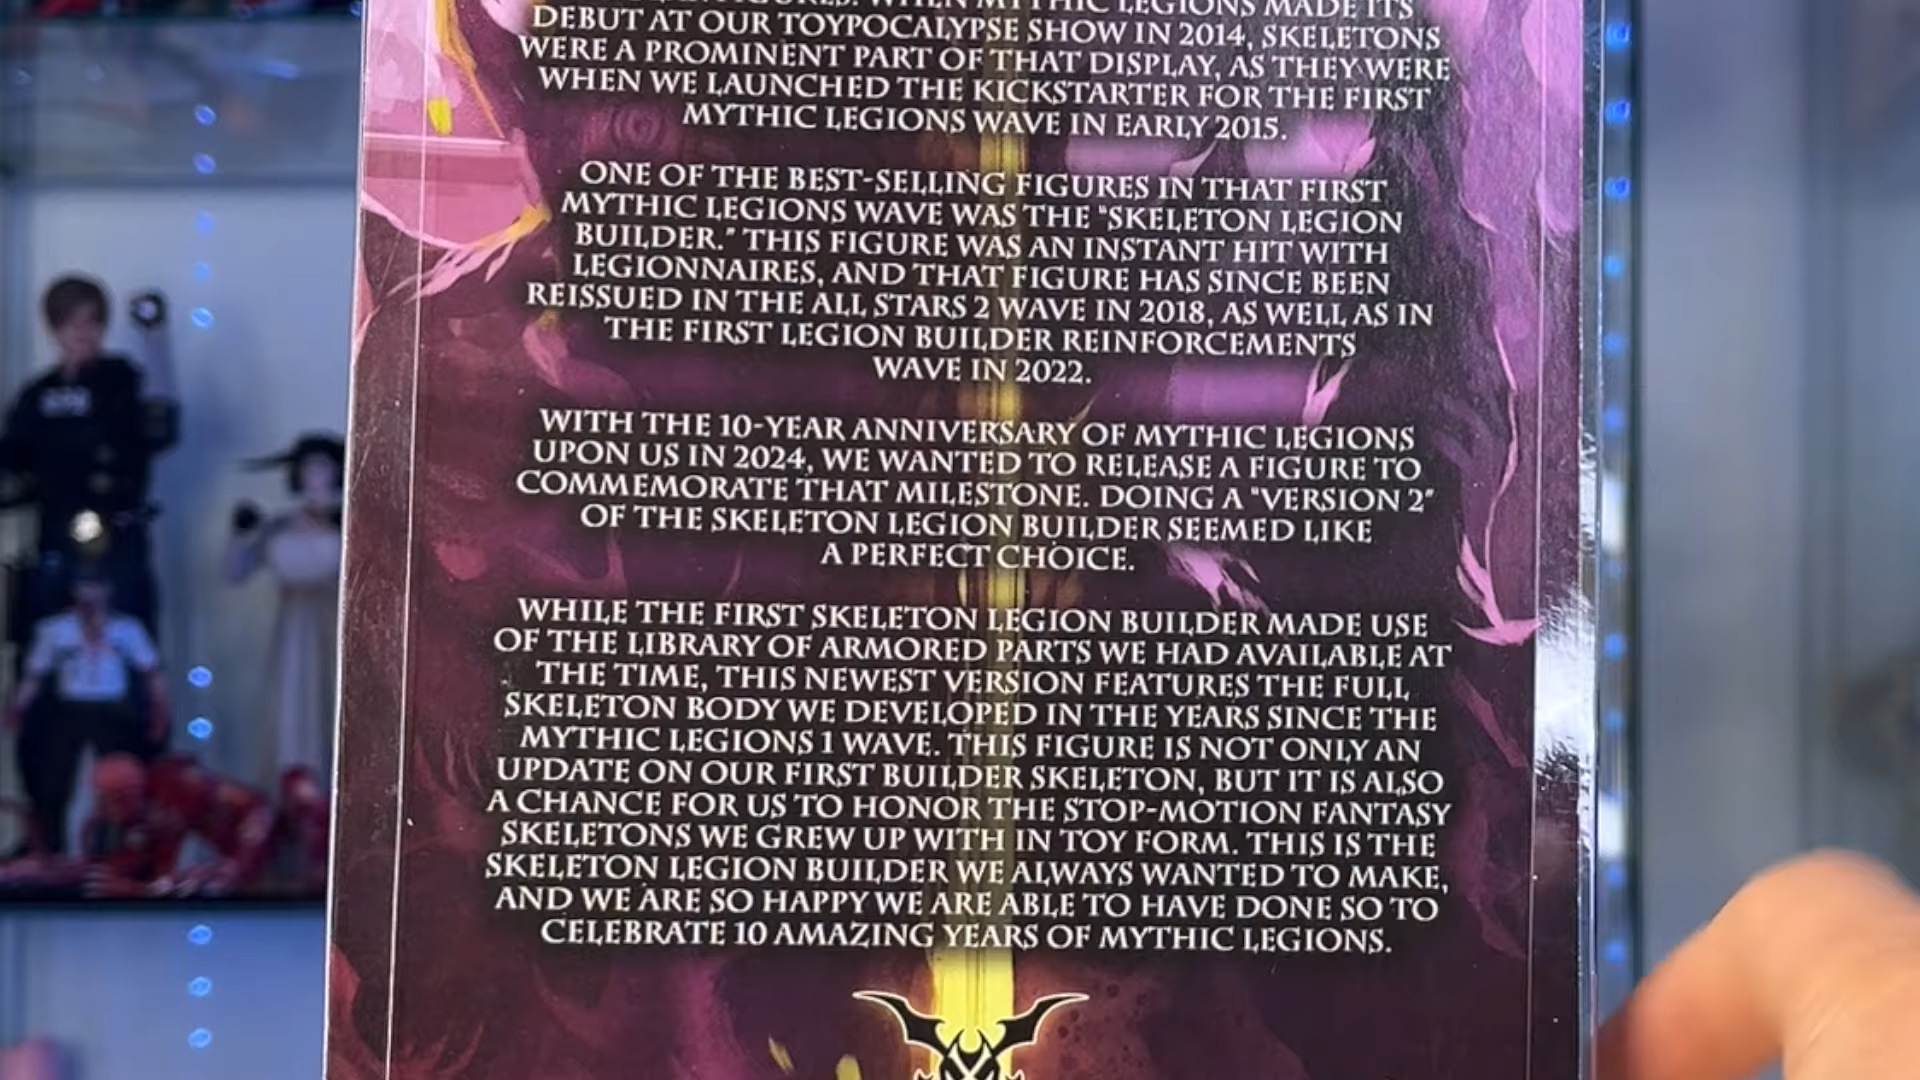 FIGURES. WHEN MYTHIC LEGIONS MADE ITS
DEBUT AT OUR TOYPOCALYPSE SHOW IN 2014, SKELETONS
WERE A PROMINENT PART OF THAT DISPLAY, AS THEY WERE
WHEN WE LAUNCHED THE KICKSTARTER FOR THE FIRST
MYTHIC LEGIONS WAVE IN EARLY 2015.
ONE OF THE BEST-SELLING FIGURES IN THAT FIRST
MYTHIC LEGIONS WAVE WAS THE "SKELETON LEGION
BUILDER." THIS FIGURE WAS AN INSTANT HIT WITH
LEGIONNAIRES, AND THAT FIGURE HAS SINCE BEEN
REISSUED IN THE ALL STARS 2 WAVE IN 2018, AS WELL AS IN
THE FIRST LEGION BUILDER REINFORCEMENTS
WAVE IN 2022.
WITH THE 10-YEAR ANNIVERSARY OF MYTHIC LEGIONS
UPON US IN 2024, WE WANTED TO RELEASE A FIGURE TO
COMMEMORATE THAT MILESTONE. DOING A "VERSION 2"
OF THE SKELETON LEGION BUILDER SEEMED LIKE
A PERFECT CHOICE.
WHILE THE FIRST SKELETON LEGION BUILDER MADE USE
OF THE LIBRARY OF ARMORED PARTS WE HAD AVAILABLE AT
THE TIME, THIS NEWEST VERSION FEATURES THE FULL
SKELETON BODY WE DEVELOPED IN THE YEARS SINCE THE
MYTHIC LEGIONS 1 WAVE. THIS FIGURE IS NOT ONLY AN
UPDATE ON OUR FIRST BUILDER SKELETON, BUT IT IS ALSO
A CHANCE FOR US TO HONOR THE STOP-MOTION FANTASY
SKELETONS WE GREW UP WITH IN TOY FORM. THIS IS THE
SKELETON LEGION BUILDER WE ALWAYS WANTED TO MAKE,
AND WE ARE SO HAPPY WE ARE ABLE TO HAVE DONE SO TO
CELEBRATE 10 AMAZING YEARS OF MYTHIC LEGIONS.